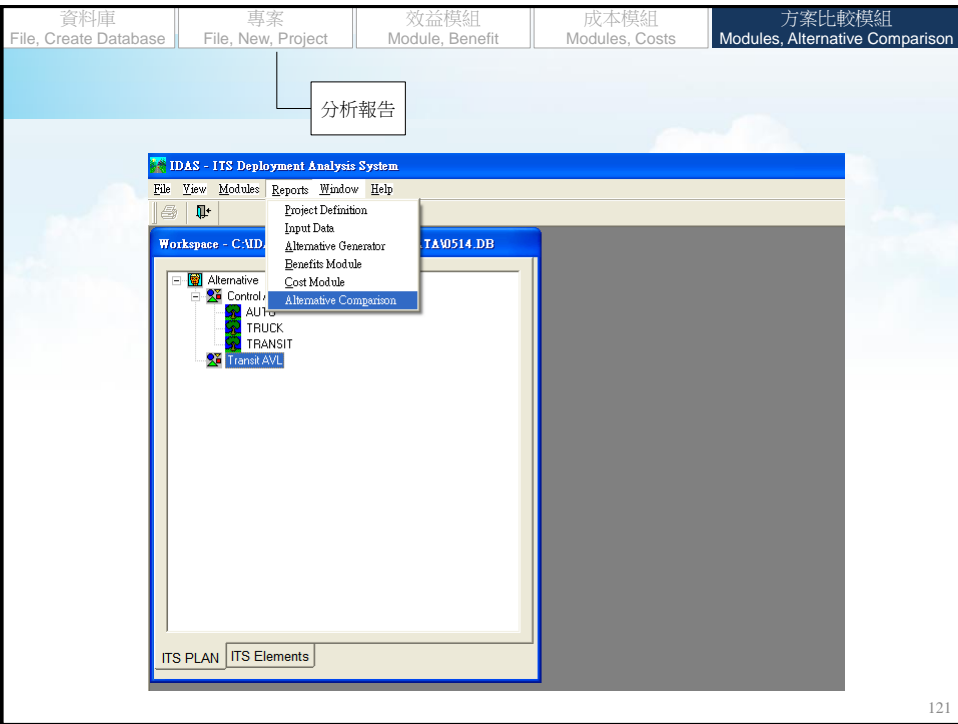 資料庫
File, Create Database
專案
File, New, Project
效益模組
Module, Benefit
成本模組
Modules, Costs
方案比較模組
Modules, Alternative Comparison
分析報告
IDAS - ITS Deployment Analysis System
File View Modules Reports Window Help
Project Definition
Input Data
Alternative Generator
Benefits Module
Cost Module
Alternative Comparison
Workspace - C:\ID TA\0514.DB
Alternative
Control
AUTO
TRUCK
TRANSIT
Transit AVL
ITS PLAN
ITS Elements
121